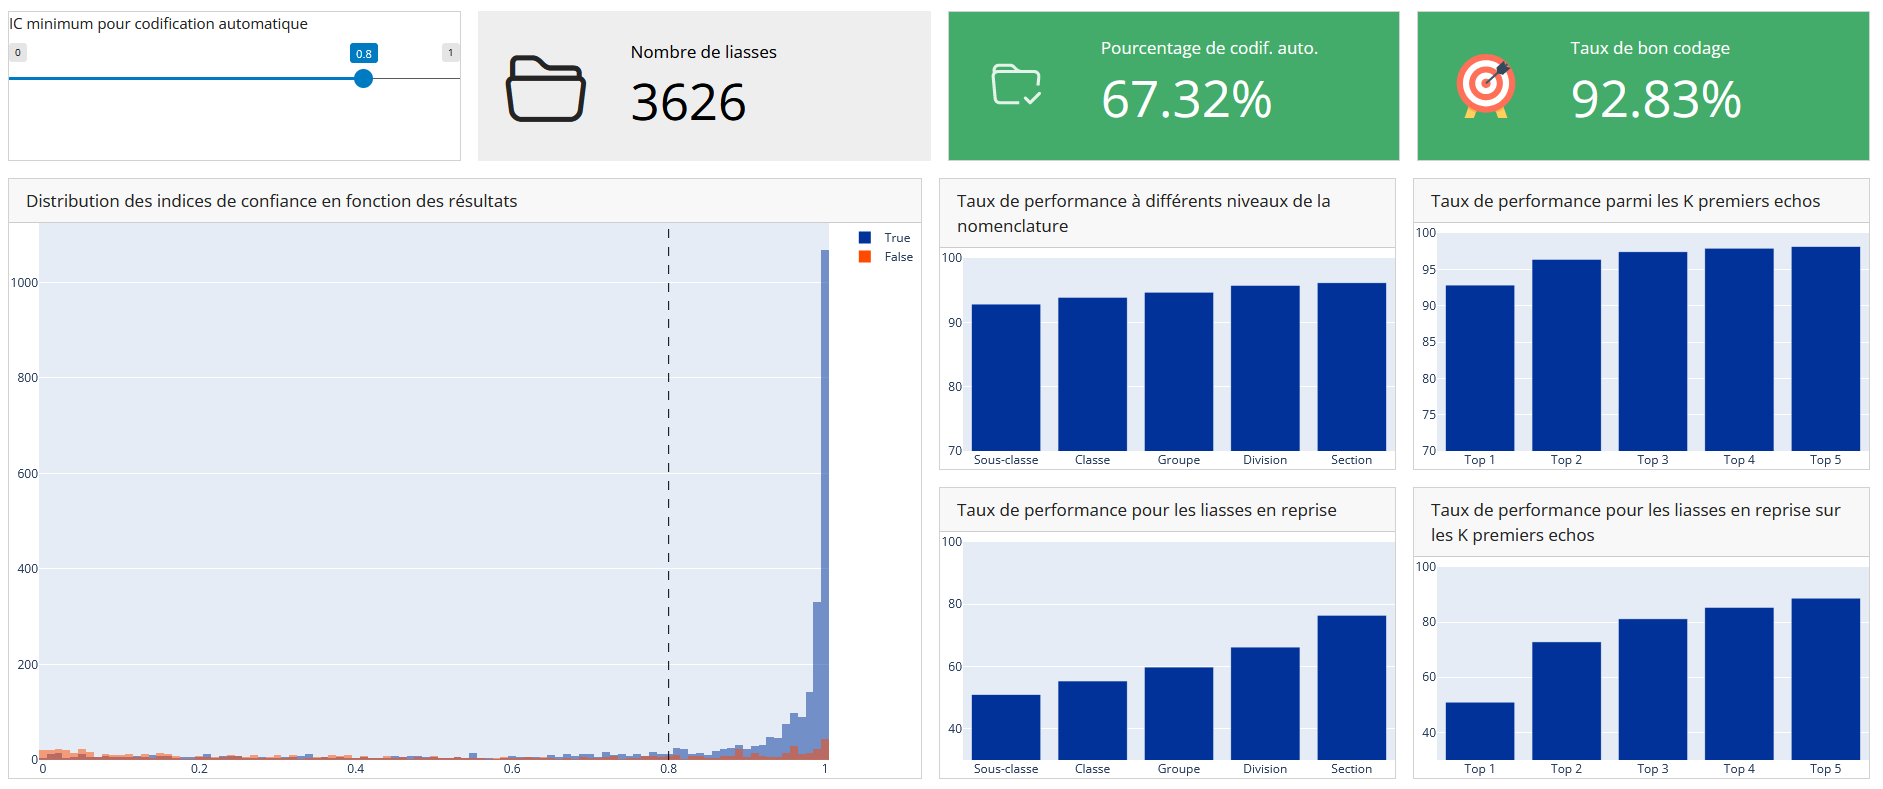 IC minimum pour codification automatique
0
0.8
1
Nombre de liasses
3626
Pourcentage de codif. auto.
67.32%
Taux de bon codage
92.83%
Distribution des indices de confiance en fonction des résultats
True
False
1000
800
600
400
200
0
0 0.2 0.4 0.6 0.8 1
Taux de performance à différents niveaux de la
nomenclature
100
90
80
70
Sous-classe Classe Groupe Division Section
Taux de performance parmi les K premiers echos
100
95
90
85
80
75
70
Top 1 Top 2 Top 3 Top 4 Top 5
Taux de performance pour les liasses en reprise
100
80
60
40
Sous-classe Classe Groupe Division Section
Taux de performance pour les liasses en reprise sur
les K premiers echos
100
80
60
40
Top 1 Top 2 Top 3 Top 4 Top 5